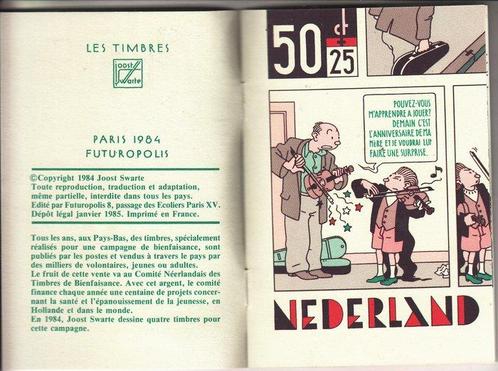 LES TIMBRES
Joost
Swarte
PARIS 1984
FUTUROPOLIS
©Copyright 1984 Joost Swarte
Toute reproduction, traduction et adaptation,
même partielle, interdite dans tous les pays.
Edité par Futuropolis 8, passage des Ecoliers Paris XV.
Dépôt légal janvier 1985. Imprimé en France.
Tous les ans, aux Pays-Bas, des timbres, spécialement
réalisés pour une campagne de bienfaisance, sont
publiés par les postes et vendus à travers le pays par
des milliers de volontaires, jeunes ou adultes.
Le fruit de cette vente va au Comité Néerlandais des
Timbres de Bienfaisance. Avec cet argent, le comité
finance chaque année une centaine de projets concer-
nant la santé et l'épanouissement de la jeunesse, en
Hollande et dans le monde.
En 1984, Joost Swarte dessine quatre timbres pour
cette campagne.
50 ct
+
25
POUVEZ-VOUS
M'APPRENDRE A JOUER?
DEMAIN C'EST
L'ANNIVERSAIRE DE MA
MÈRE ET JE VOUDRAI LUI
FAIRE UNE SURPRISE.
NEDERLAND